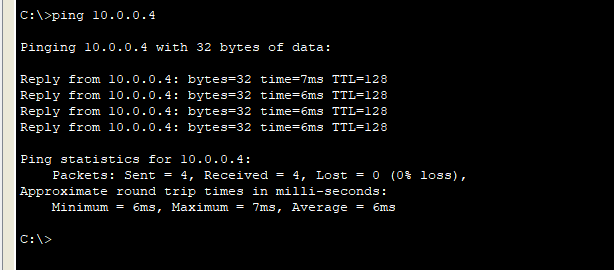 C:\>ping 10.0.0.4
Pinging 10.0.0.4 with 32 bytes of data:
Reply from 10.0.0.4: bytes=32 time=7ms TTL=128
Reply from 10.0.0.4: bytes=32 time=6ms TTL=128
Reply from 10.0.0.4: bytes=32 time=6ms TTL=128
Reply from 10.0.0.4: bytes=32 time=6ms TTL=128
Ping statistics for 10.0.0.4:
    Packets: Sent = 4, Received = 4, Lost = 0 (0% loss),
Approximate round trip times in milli-seconds:
    Minimum = 6ms, Maximum = 7ms, Average = 6ms
C:\>